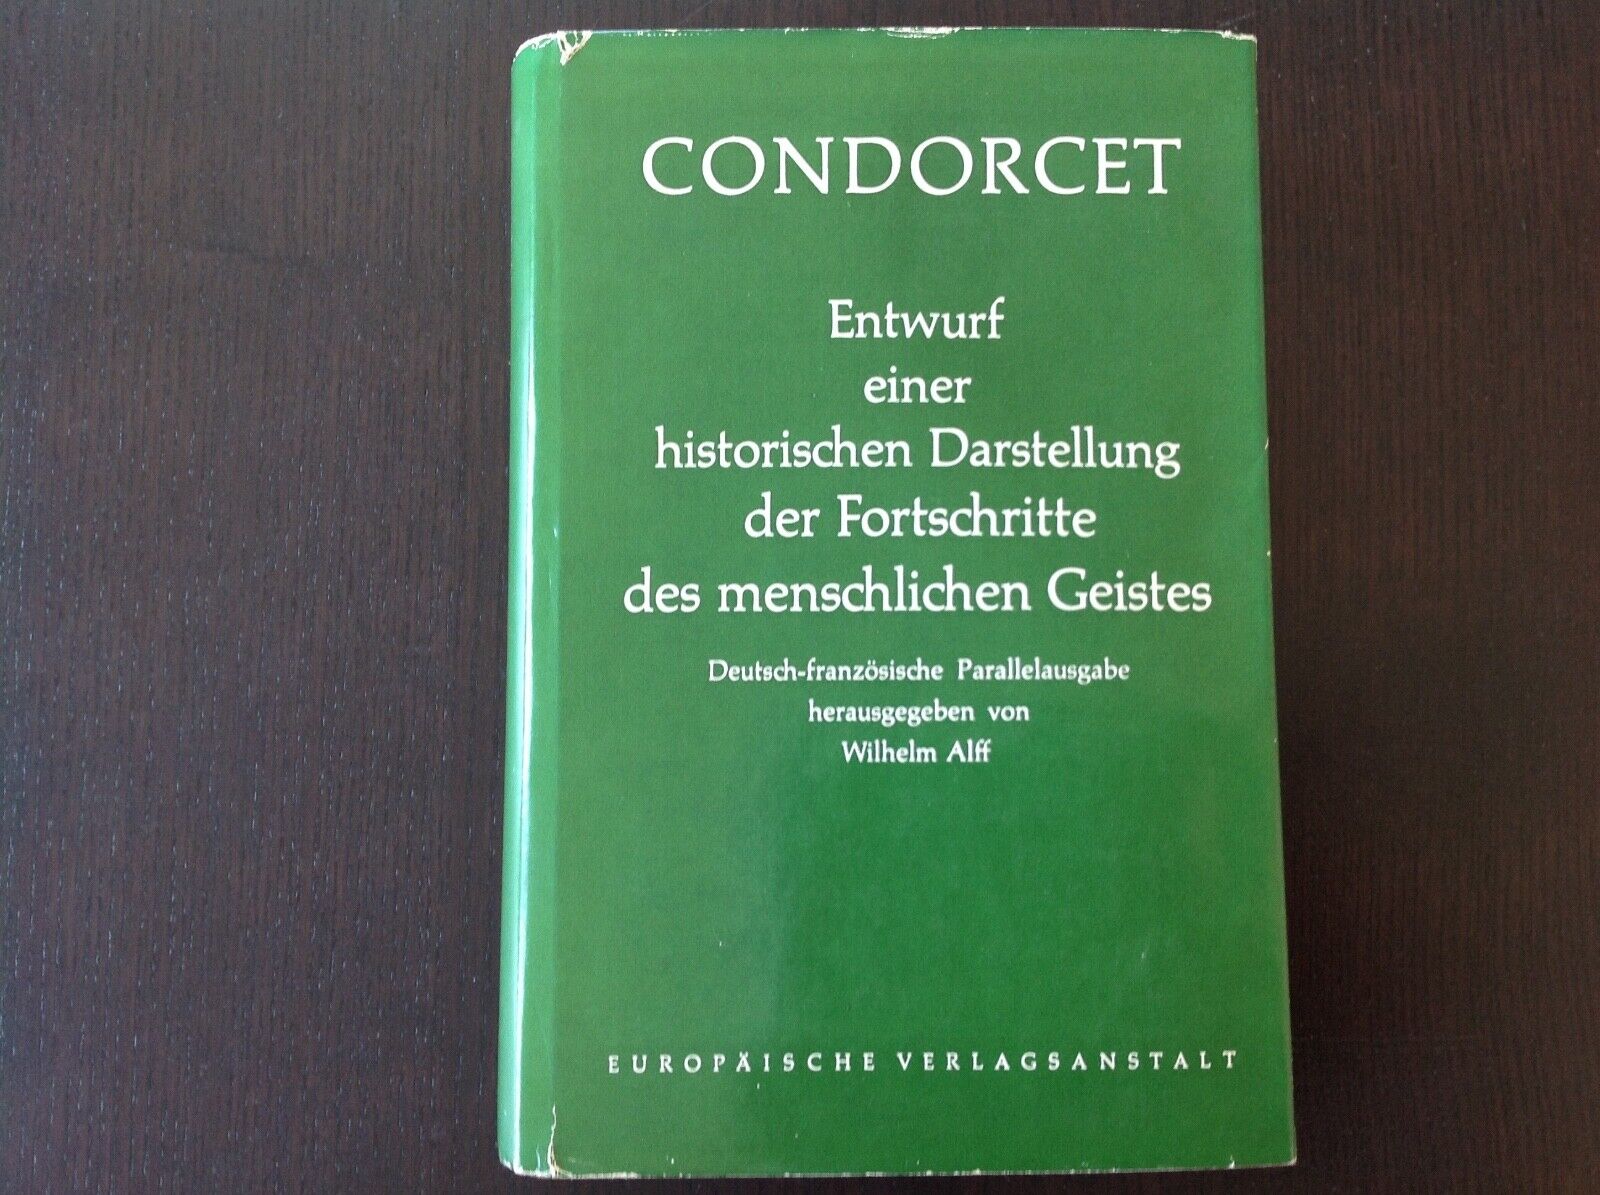 CONDORCET
Entwurf
einer
historischen Darstellung
der Fortschritte
des menschlichen Geistes
Deutsch-französische Parallelausgabe
herausgegeben von
Wilhelm Alff
EUROPÄISCHE VERLAGSANSTALT